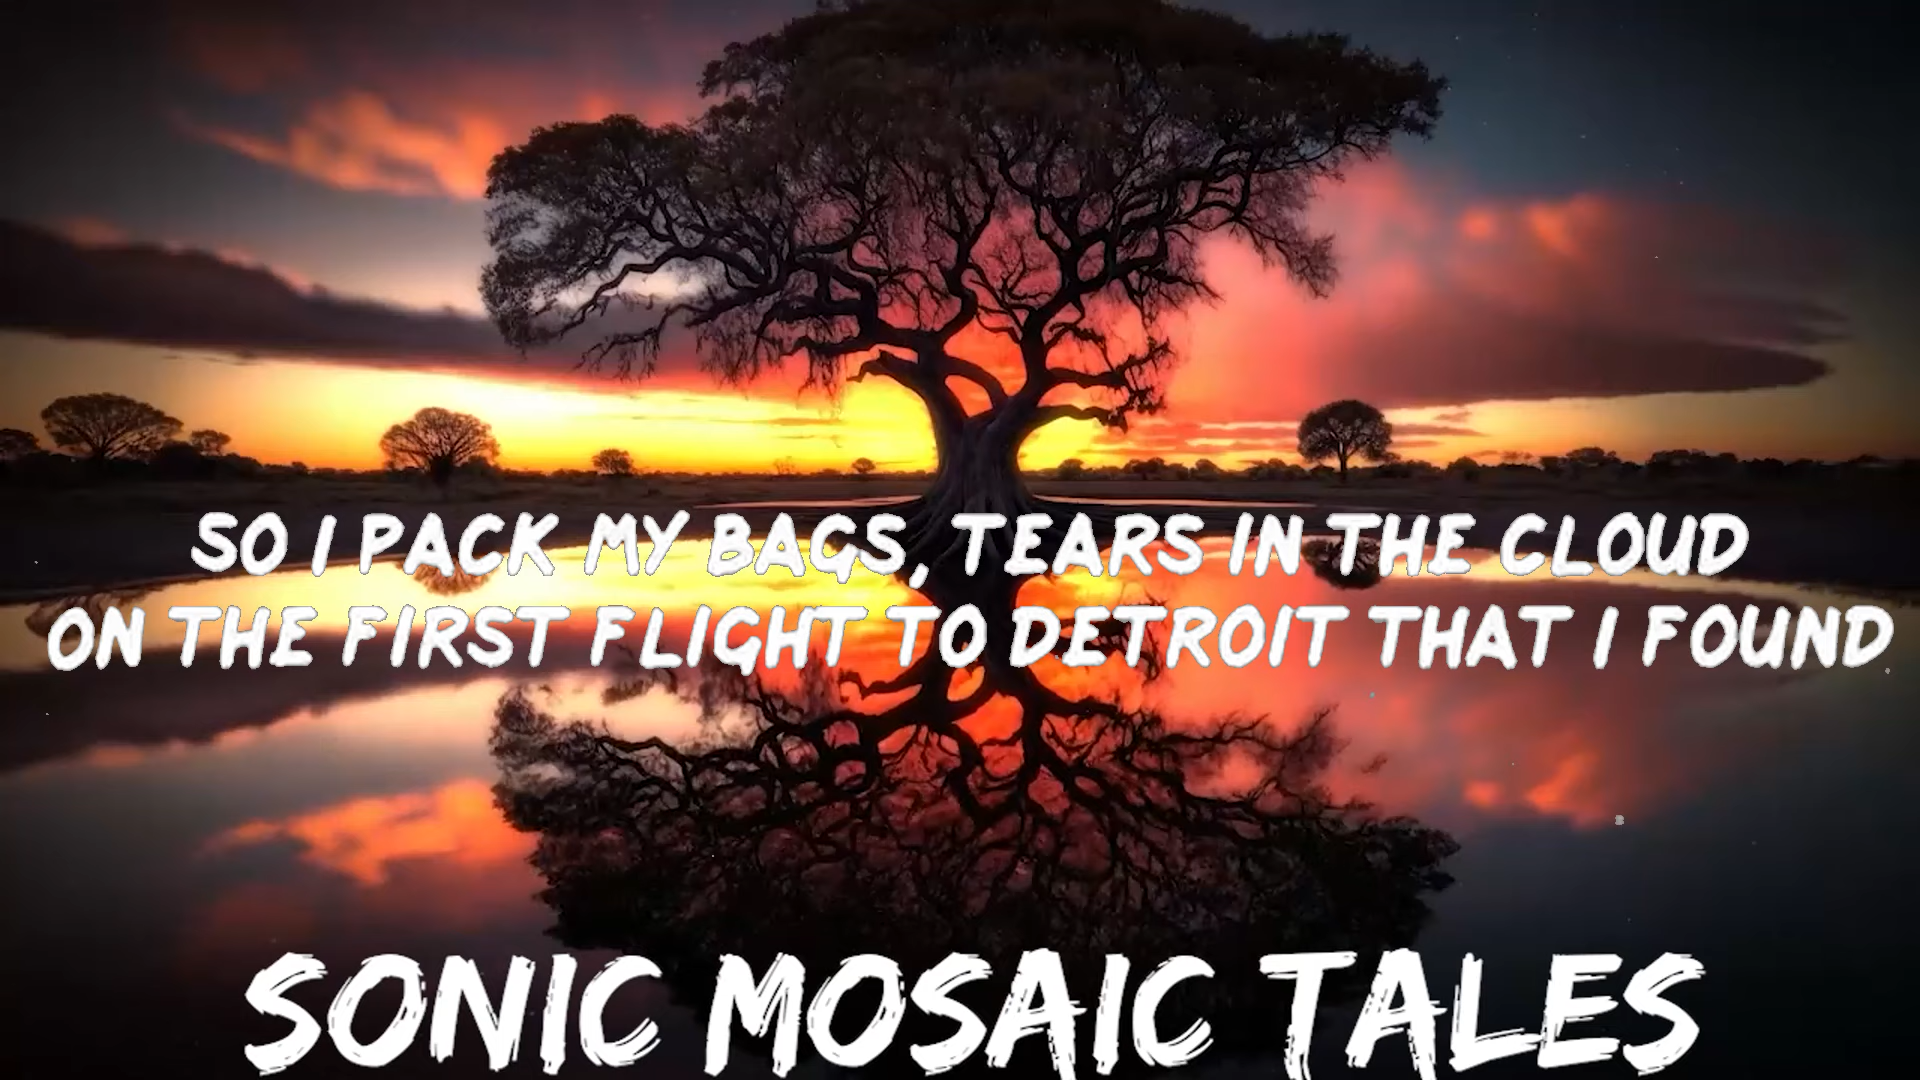 SO I PACK MY BAGS, TEARS IN THE CLOUD
ON THE FIRST FLIGHT TO DETROIT THAT I FOUND
SONIC MOSAIC TALES